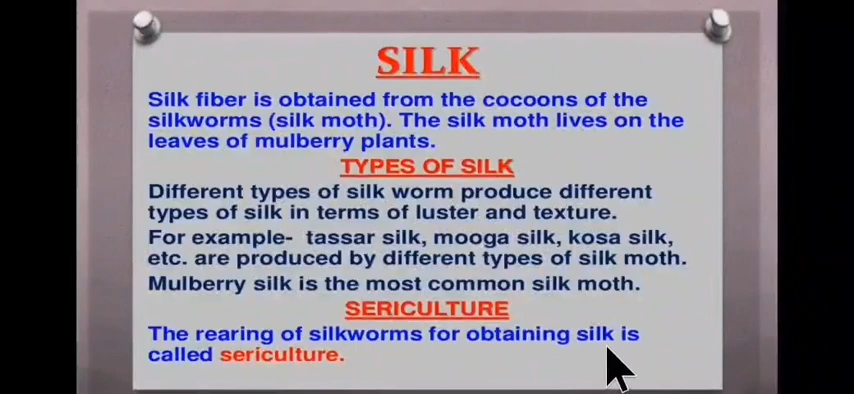 SILK
Silk fiber is obtained from the cocoons of the
silkworms (silk moth). The silk moth lives on the
leaves of mulberry plants.
TYPES OF SILK
Different types of silk worm produce different
types of silk in terms of luster and texture.
For example- tassar silk, mooga silk, kosa silk,
etc. are produced by different types of silk moth.
Mulberry silk is the most common silk moth.
SERICULTURE
The rearing of silkworms for obtaining silk is
called sericulture.